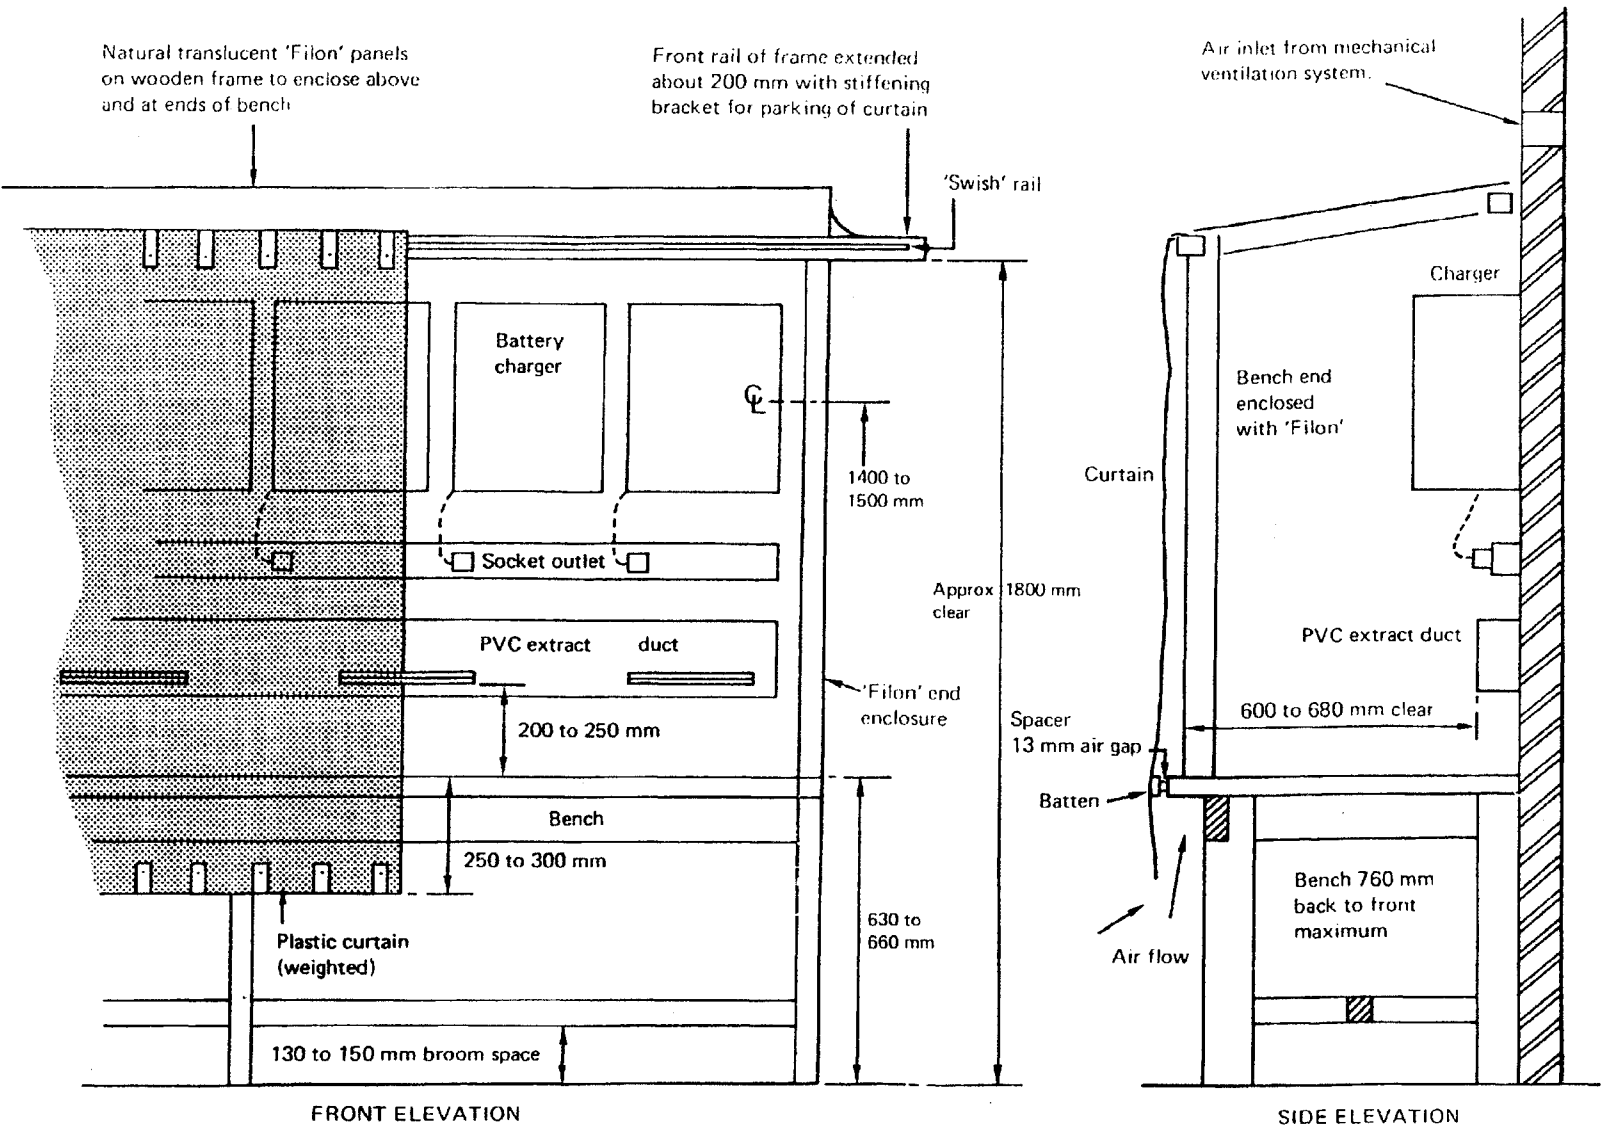 Natural translucent 'Filon' panels
on wooden frame to enclose above
and at ends of bench
Front rail of frame extended
about 200 mm with stiffening
bracket for parking of curtain
'Swish' rail
Battery
charger
℄
1400 to
1500 mm
Socket outlet
Approx 1800 mm
clear
PVC extract duct
'Filon' end
enclosure
200 to 250 mm
Bench
250 to 300 mm
630 to
660 mm
Plastic curtain
(weighted)
130 to 150 mm broom space
FRONT ELEVATION
Air inlet from mechanical
ventilation system.
Charger
Bench end
enclosed
with 'Filon'
Curtain
PVC extract duct
600 to 680 mm clear
Spacer
13 mm air gap
Batten
Bench 760 mm
back to front
maximum
Air flow
SIDE ELEVATION